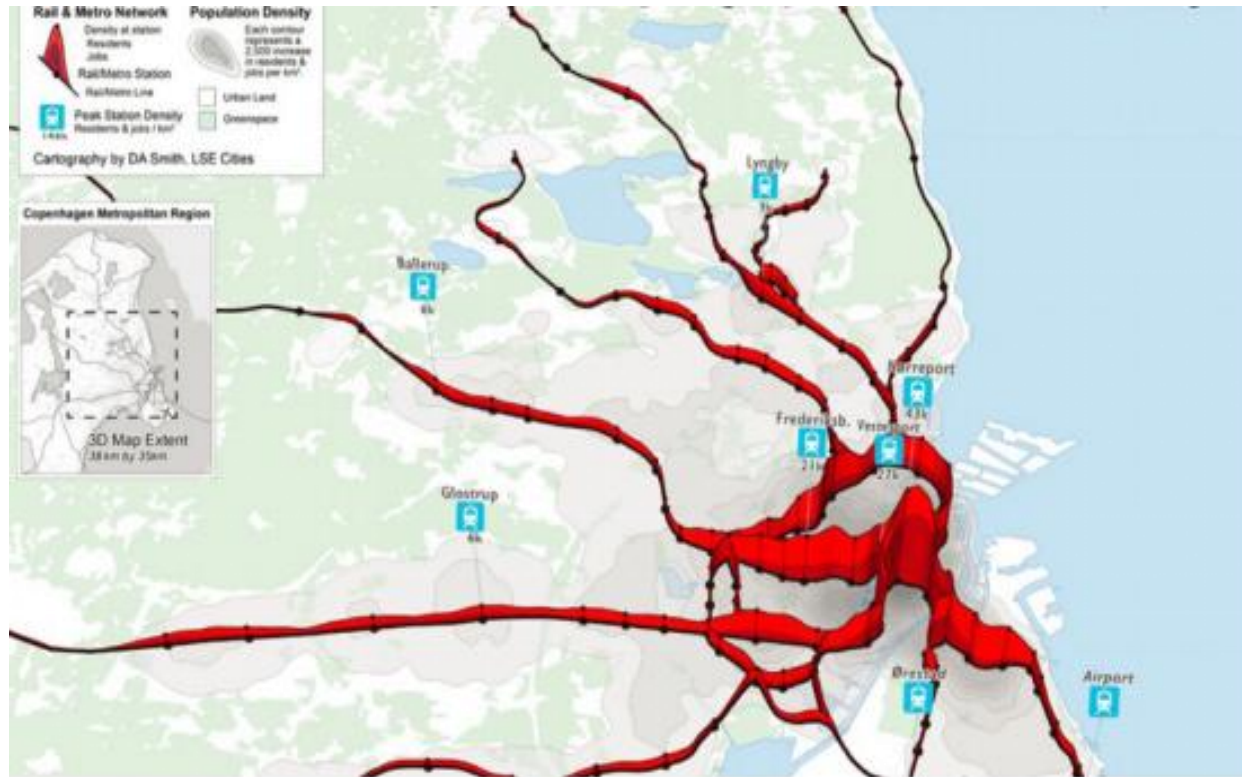 Rail & Metro Network
Density at station
Residents
Jobs
Rail/Metro Station
Rail/Metro Line
Peak Station Density
Residents & jobs / km²
Population Density
Each contour
represents a
2,500 increase
in residents &
jobs per km².
Urban Land
Greenspace
Cartography by DA Smith, LSE Cities
Copenhagen Metropolitan Region
3D Map Extent
38km by 35km
Lyngby
Ballerup
6k
Nørreport
43k
Frederiksb.
21k
Vesterport
27k
Glostrup
6k
Ørestad
Airport